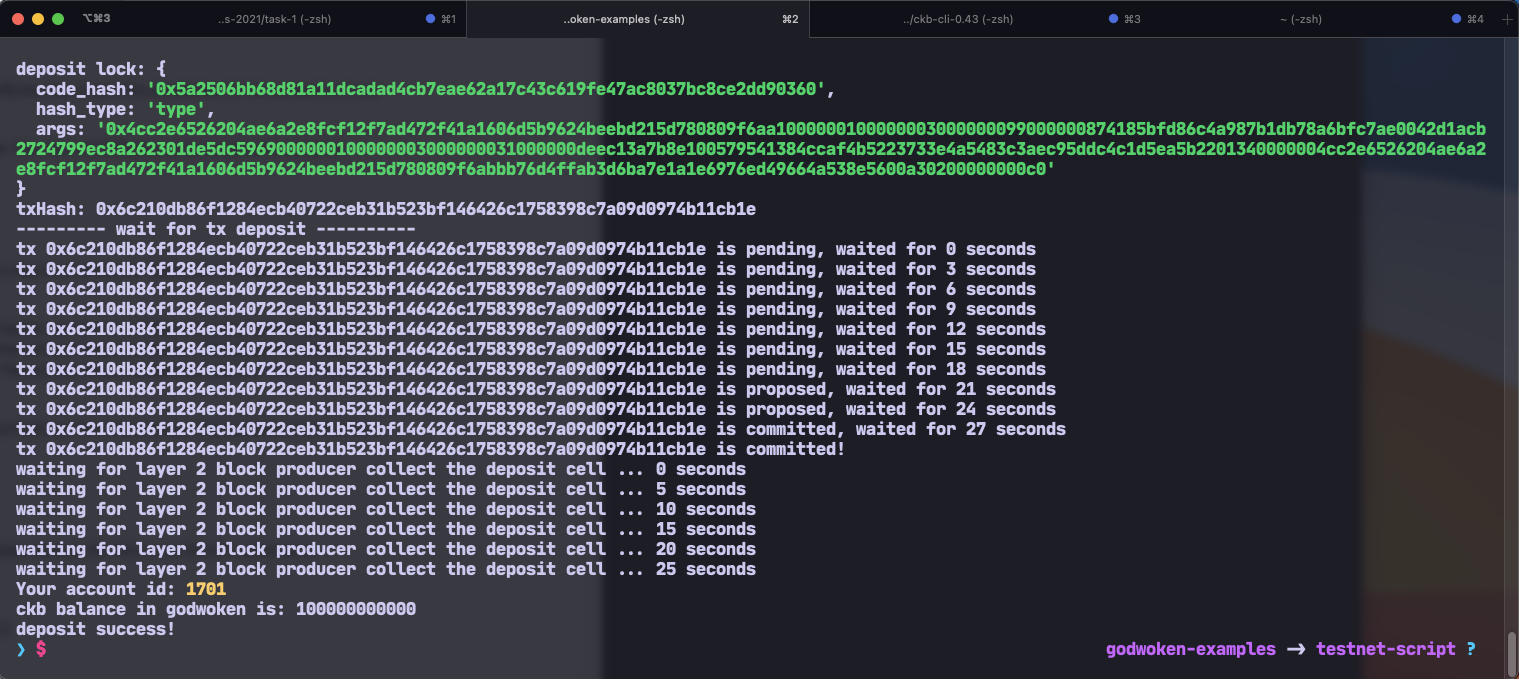 ⌥⌘3
..s-2021/task-1 (-zsh)
⌘1
..oken-examples (-zsh)
⌘2
../ckb-cli-0.43 (-zsh)
⌘3
~ (-zsh)
⌘4
deposit lock: {
code_hash: '0x5a2506bb68d81a11dcadad4cb7eae62a17c43c619fe47ac8037bc8ce2dd90360',
hash_type: 'type',
args: '0x4cc2e6526204ae6a2e8fcf12f7ad472f41a1606d5b9624beebd215d780809f6aa10000001000000030000000099000000874185bfd86c4a987b1db78a6bfc7ae0042d1acb
2724799ec8a262301de5dc596900000001000000030000000031000000deec13a7b8e100579541384ccaf4b5223733e4a5483c3aec95ddc4c1d5ea5b2201340000004cc2e6526204ae6a2
e8fcf12f7ad472f41a1606d5b9624beebd215d780809f6abbb76d4ffab3d6ba7e1a1e6976ed49664a538e5600a30200000000c0'
}
txHash: 0x6c210db86f1284ecb40722ceb31b523bf146426c1758398c7a09d0974b11cb1e
--------- wait for tx deposit ----------
tx 0x6c210db86f1284ecb40722ceb31b523bf146426c1758398c7a09d0974b11cb1e is pending, waited for 0 seconds
tx 0x6c210db86f1284ecb40722ceb31b523bf146426c1758398c7a09d0974b11cb1e is pending, waited for 3 seconds
tx 0x6c210db86f1284ecb40722ceb31b523bf146426c1758398c7a09d0974b11cb1e is pending, waited for 6 seconds
tx 0x6c210db86f1284ecb40722ceb31b523bf146426c1758398c7a09d0974b11cb1e is pending, waited for 9 seconds
tx 0x6c210db86f1284ecb40722ceb31b523bf146426c1758398c7a09d0974b11cb1e is pending, waited for 12 seconds
tx 0x6c210db86f1284ecb40722ceb31b523bf146426c1758398c7a09d0974b11cb1e is pending, waited for 15 seconds
tx 0x6c210db86f1284ecb40722ceb31b523bf146426c1758398c7a09d0974b11cb1e is pending, waited for 18 seconds
tx 0x6c210db86f1284ecb40722ceb31b523bf146426c1758398c7a09d0974b11cb1e is proposed, waited for 21 seconds
tx 0x6c210db86f1284ecb40722ceb31b523bf146426c1758398c7a09d0974b11cb1e is proposed, waited for 24 seconds
tx 0x6c210db86f1284ecb40722ceb31b523bf146426c1758398c7a09d0974b11cb1e is committed, waited for 27 seconds
tx 0x6c210db86f1284ecb40722ceb31b523bf146426c1758398c7a09d0974b11cb1e is committed!
waiting for layer 2 block producer collect the deposit cell ... 0 seconds
waiting for layer 2 block producer collect the deposit cell ... 5 seconds
waiting for layer 2 block producer collect the deposit cell ... 10 seconds
waiting for layer 2 block producer collect the deposit cell ... 15 seconds
waiting for layer 2 block producer collect the deposit cell ... 20 seconds
waiting for layer 2 block producer collect the deposit cell ... 25 seconds
Your account id: 1701
ckb balance in godwoken is: 100000000000
deposit success!
❯ $ godwoken-examples → testnet-script ?